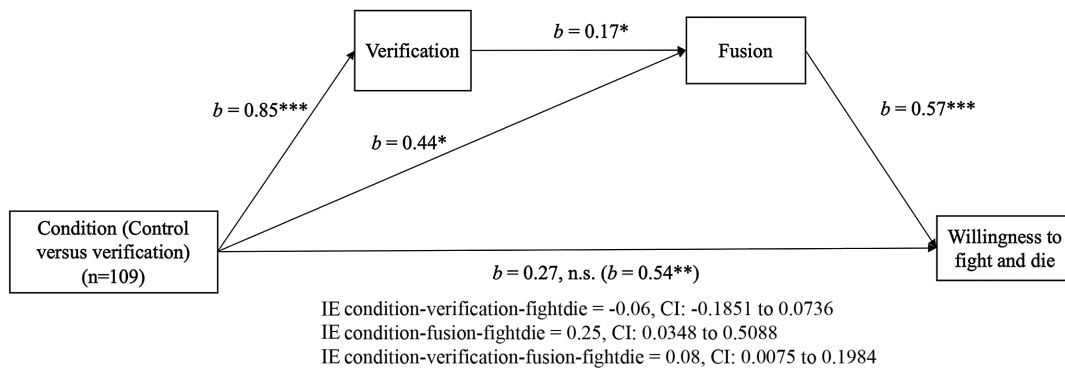 b = 0.17*
Verification
Fusion
b = 0.85***
b = 0.57***
b = 0.44*
Condition (Control
versus verification)
(n=109)
Willingness to
fight and die
b = 0.27, n.s. (b = 0.54**)
IE condition-verification-fightdie = -0.06, CI: -0.1851 to 0.0736
IE condition-fusion-fightdie = 0.25, CI: 0.0348 to 0.5088
IE condition-verification-fusion-fightdie = 0.08, CI: 0.0075 to 0.1984